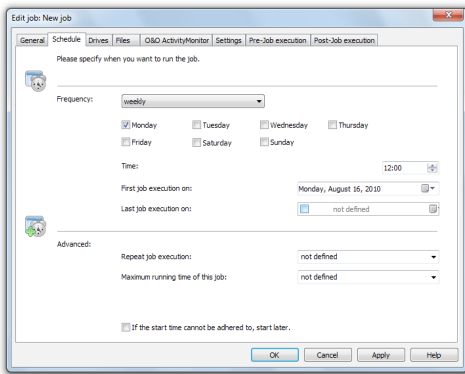 Edit job: New job
General Schedule Drives Files O&O ActivityMonitor Settings Pre-Job execution Post-Job execution
Please specify when you want to run the job.
Frequency: weekly
Monday Tuesday Wednesday Thursday
Friday Saturday Sunday
Time: 12:00
First job execution on: Monday, August 16, 2010
Last job execution on: not defined
Advanced:
Repeat job execution: not defined
Maximum running time of this job: not defined
If the start time cannot be adhered to, start later.
OK Cancel Apply Help